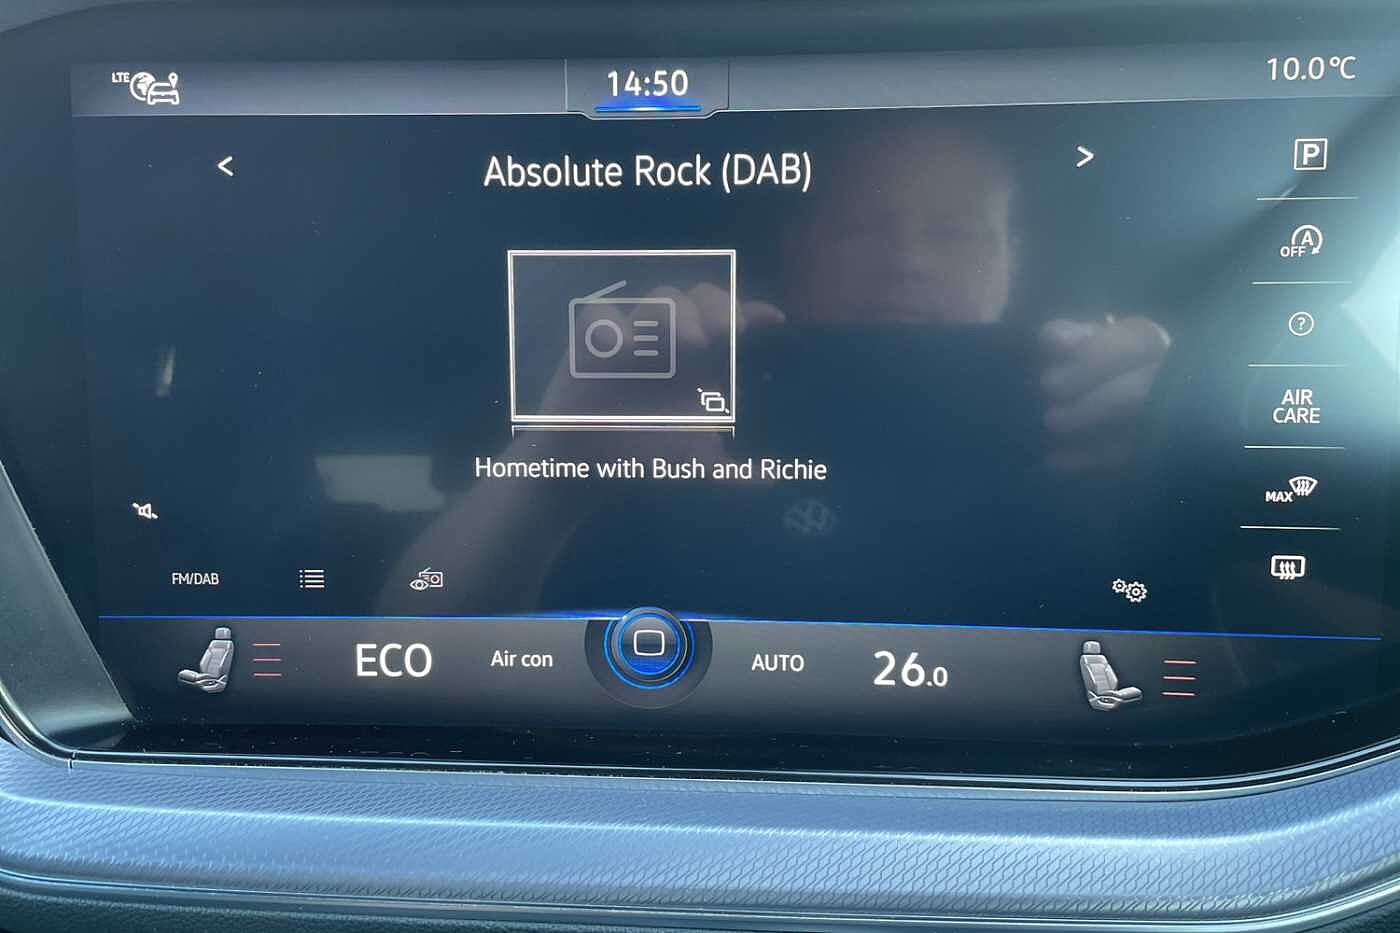 LTE
14:50
10.0°C
<
Absolute Rock (DAB)
>
P
A
OFF
?
AIR
CARE
Hometime with Bush and Richie
MAX
FM/DAB
ECO
Air con
AUTO
26.0